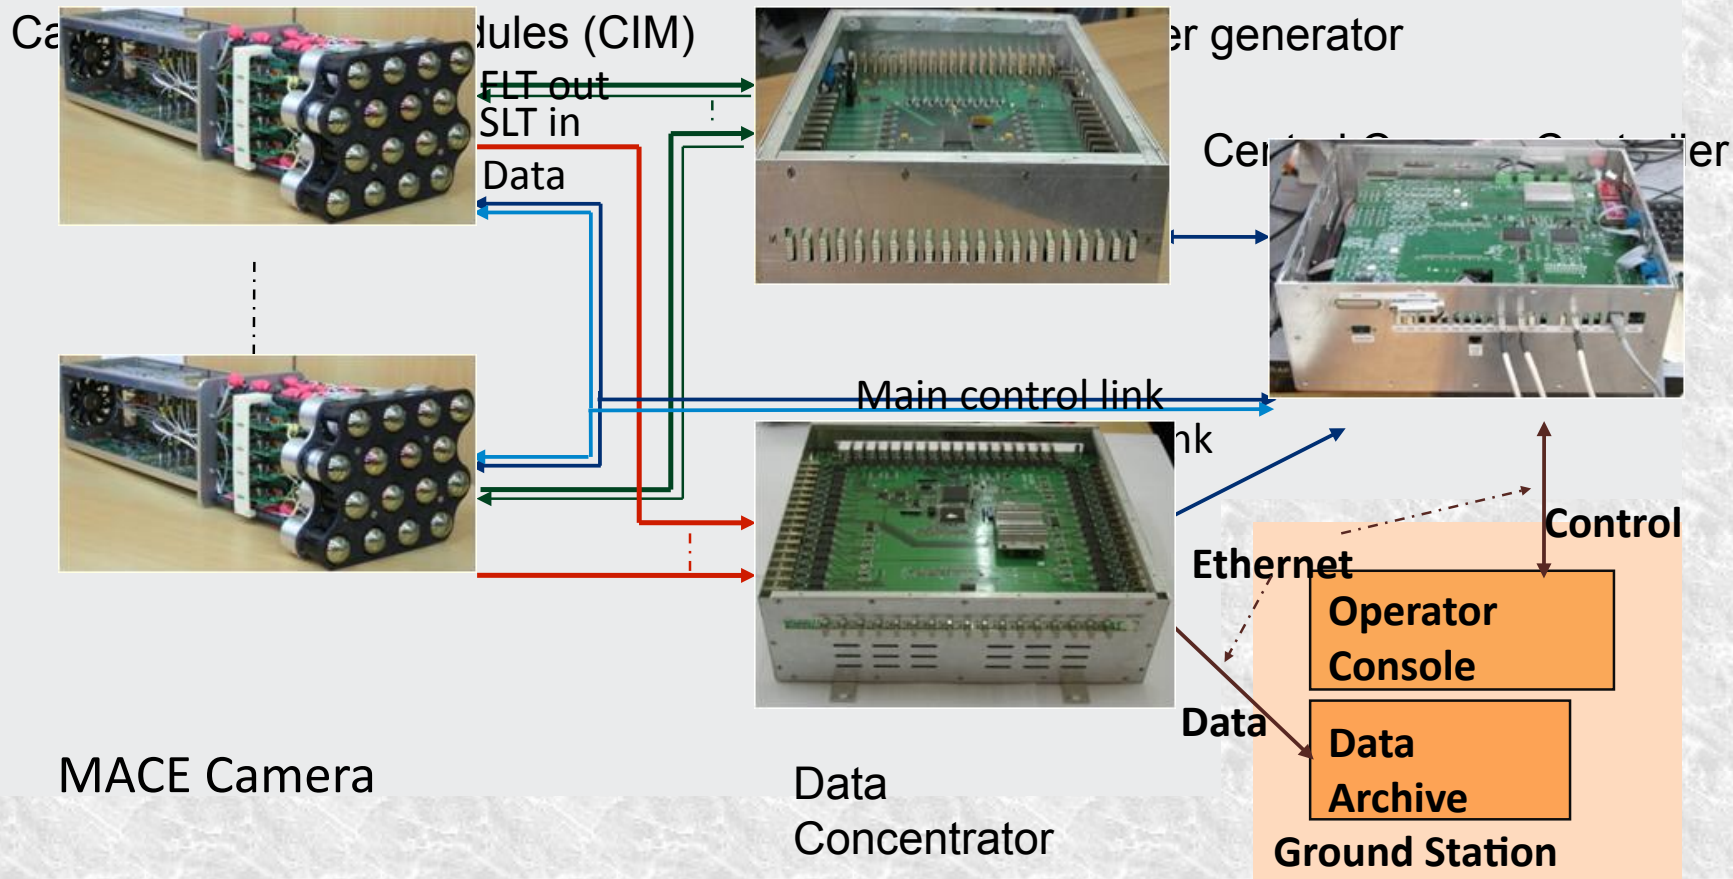 dules (CIM)
er generator
FLT out
SLT in
Data
Main control link
nk
Control
Ethernet
Operator
Console
Data
Data
Archive
Ground Station
MACE Camera
Data
Concentrator